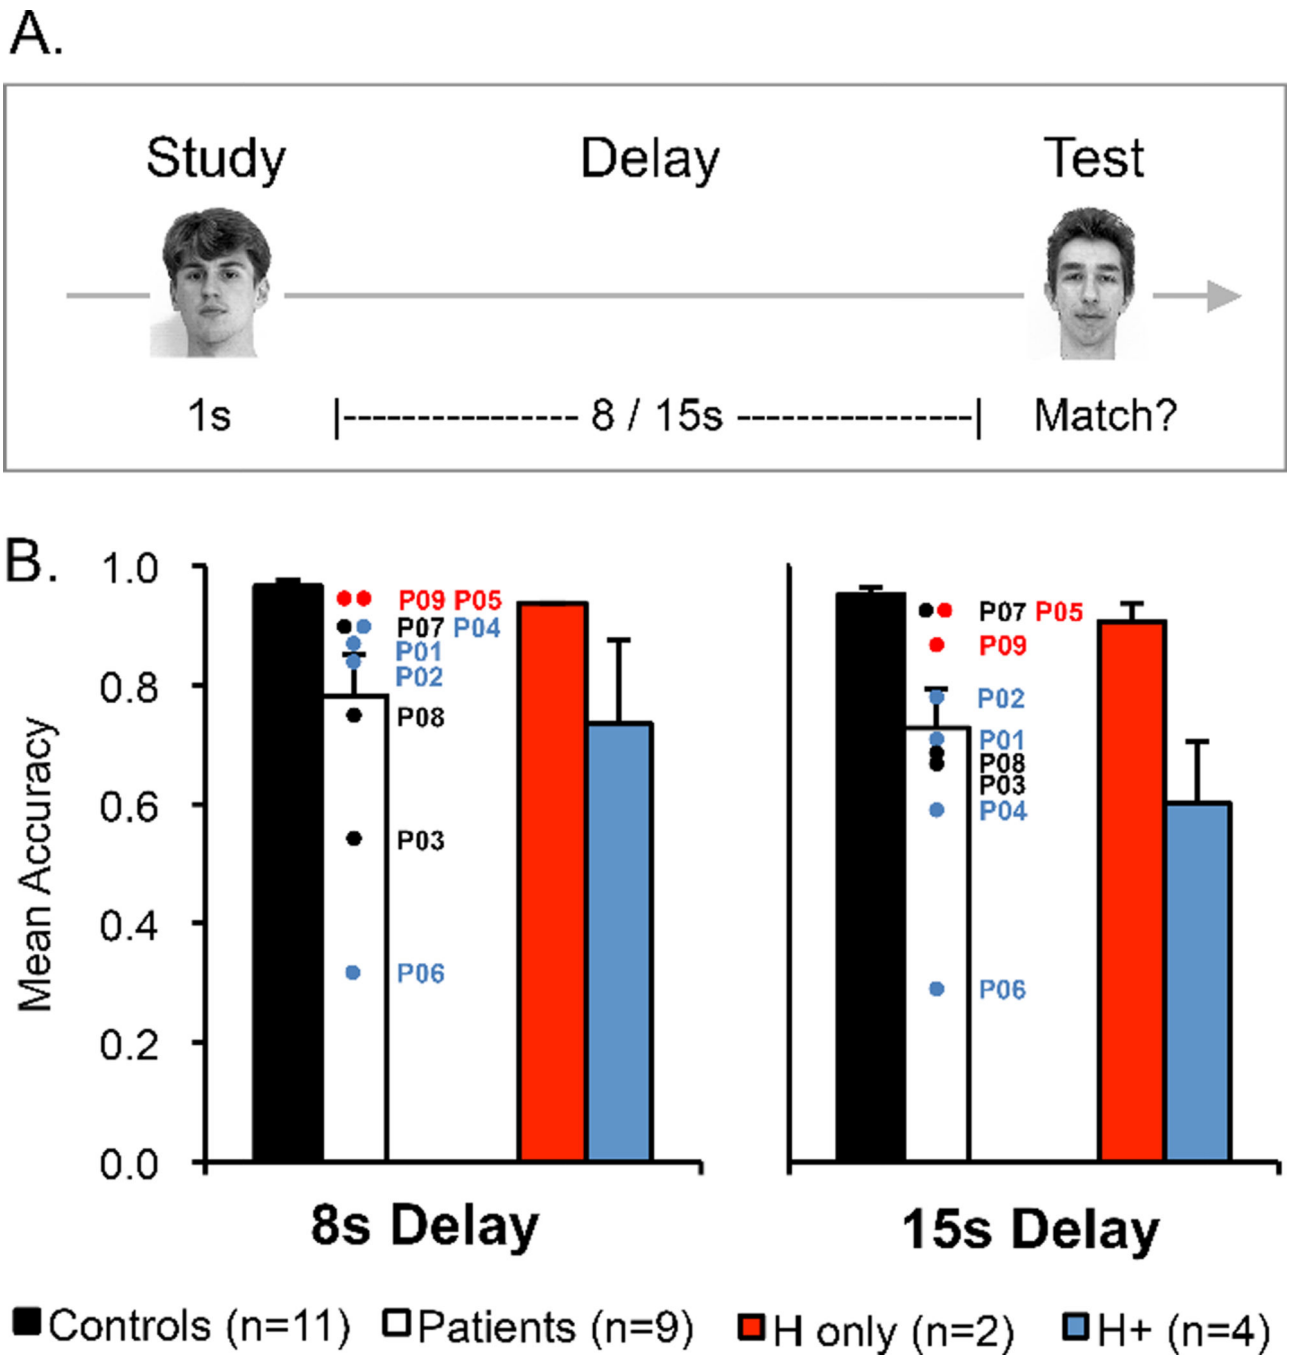 A.
Study Delay Test
1s |--------------- 8 / 15s ---------------| Match?
B.
Mean Accuracy
1.0
0.8
0.6
0.4
0.2
0.0
P09 P05
P07 P04
P01
P02
P08
P03
P06
8s Delay
P07 P05
P09
P02
P01
P08
P03
P04
P06
15s Delay
Controls (n=11) Patients (n=9) H only (n=2) H+ (n=4)